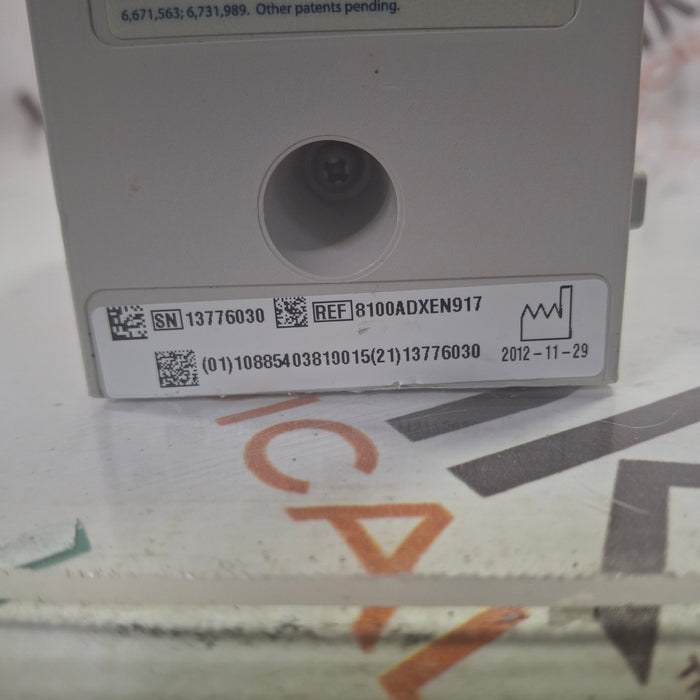 6,671,563; 6,731,989. Other patents pending.
SN 13776030 REF 8100ADXEN917
(01)10885403819015(21)13776030 2012-11-29
ICAL